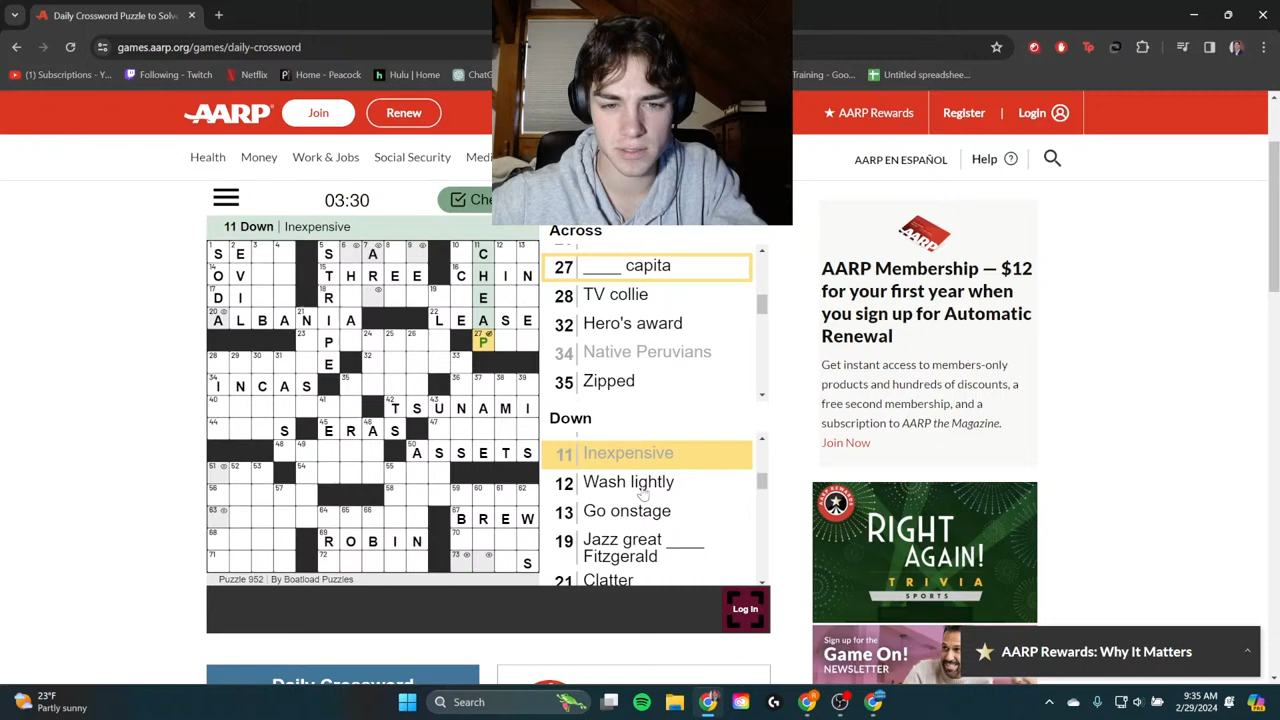 Daily Crossword Puzzle to Solv
games.aarp.org/games/daily-crossword
(1) Subscriptions - Y...
Following - Twitch
Netflix
Home - Peacock
Hulu | Home
ChatG
Training - Goo...
Untitled spreadshee...
AARP
Join
Renew
AARP Rewards
Register
Login
Health
Money
Work & Jobs
Social Security
Medi
AARP EN ESPAÑOL
Help
03:30
Che
11 Down | Inexpensive
S E S A C
O V T H R E E C H I N
D I R E
A L B A N I A L E A S E
P P
E
I N C A S
T S U N A M I
S E R A S
A S S E T S
B R E W
R O B I N
S
Puzzle 952 | By Boatload Puzzles
Across
27 ____ capita
28 TV collie
32 Hero's award
34 Native Peruvians
35 Zipped
Down
11 Inexpensive
12 Wash lightly
13 Go onstage
19 Jazz great ____
Fitzgerald
21 Clatter
Log In
AARP Membership — $12
for your first year when
you sign up for Automatic
Renewal
Get instant access to members-only
products and hundreds of discounts, a
free second membership, and a
subscription to AARP the Magazine.
Join Now
RIGHT
AGAIN!
TRIVIA
SPORTS
Sign up for the
Game On!
NEWSLETTER
AARP Rewards: Why It Matters
Daily Crossword
23°F
Partly sunny
Search
9:35 AM
2/29/2024